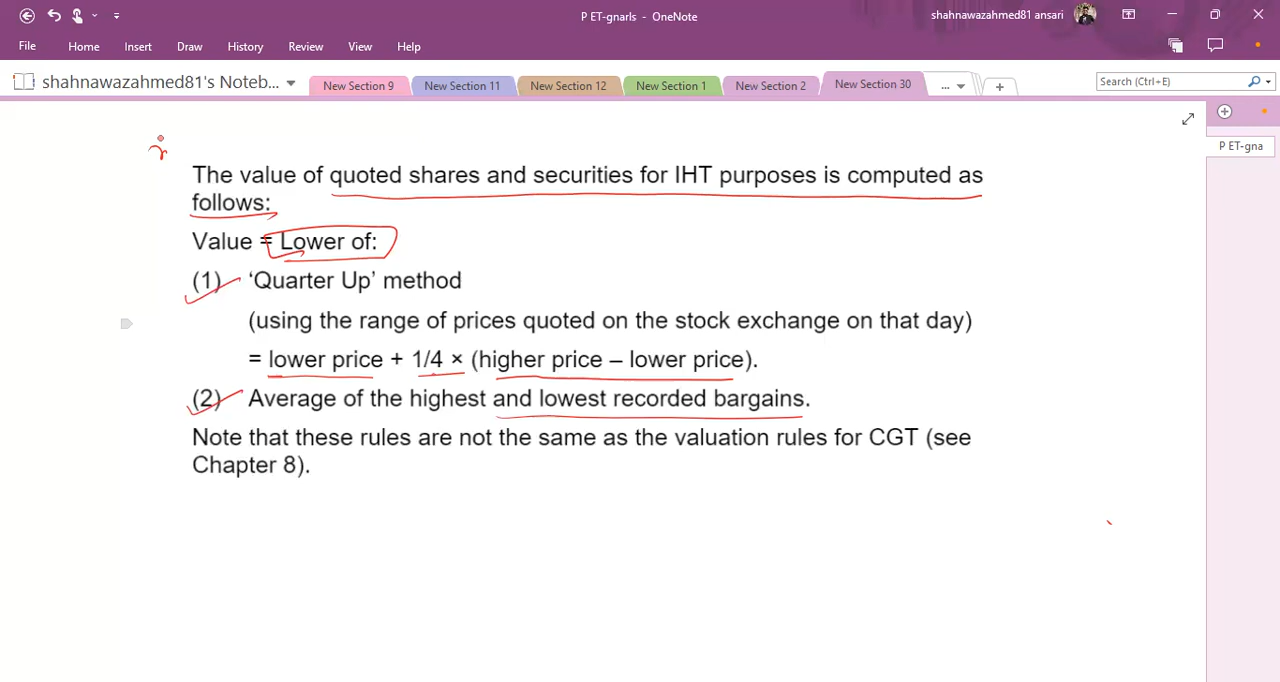 P ET-gnarls - OneNote
shahnawazahmed81 ansari
File Home Insert Draw History Review View Help
shahnawazahmed81's Noteb...
New Section 9 New Section 11 New Section 12 New Section 1 New Section 2 New Section 30 ...
Search (Ctrl+E)
P ET-gna
The value of quoted shares and securities for IHT purposes is computed as
follows:
Value = Lower of:
(1) ‘Quarter Up’ method
(using the range of prices quoted on the stock exchange on that day)
= lower price + 1/4 × (higher price – lower price).
(2) Average of the highest and lowest recorded bargains.
Note that these rules are not the same as the valuation rules for CGT (see
Chapter 8).